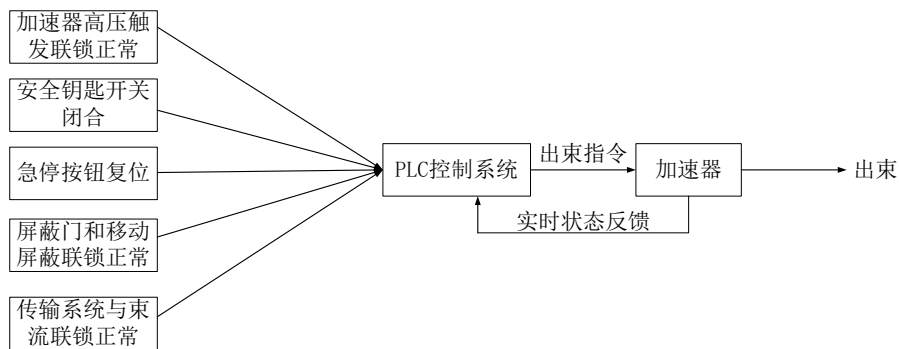 加速器高压触
发联锁正常
安全钥匙开关
闭合
急停按钮复位
屏蔽门和移动
屏蔽联锁正常
传输系统与束
流联锁正常
PLC控制系统
出束指令
加速器
出束
实时状态反馈